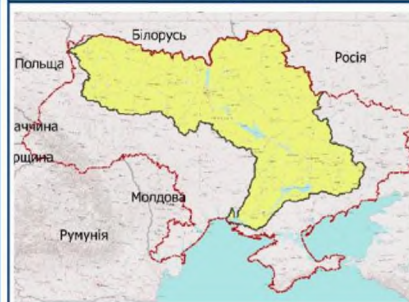 Білорусь
Польща
Росія
аччина
рщина
Молдова
Румунія